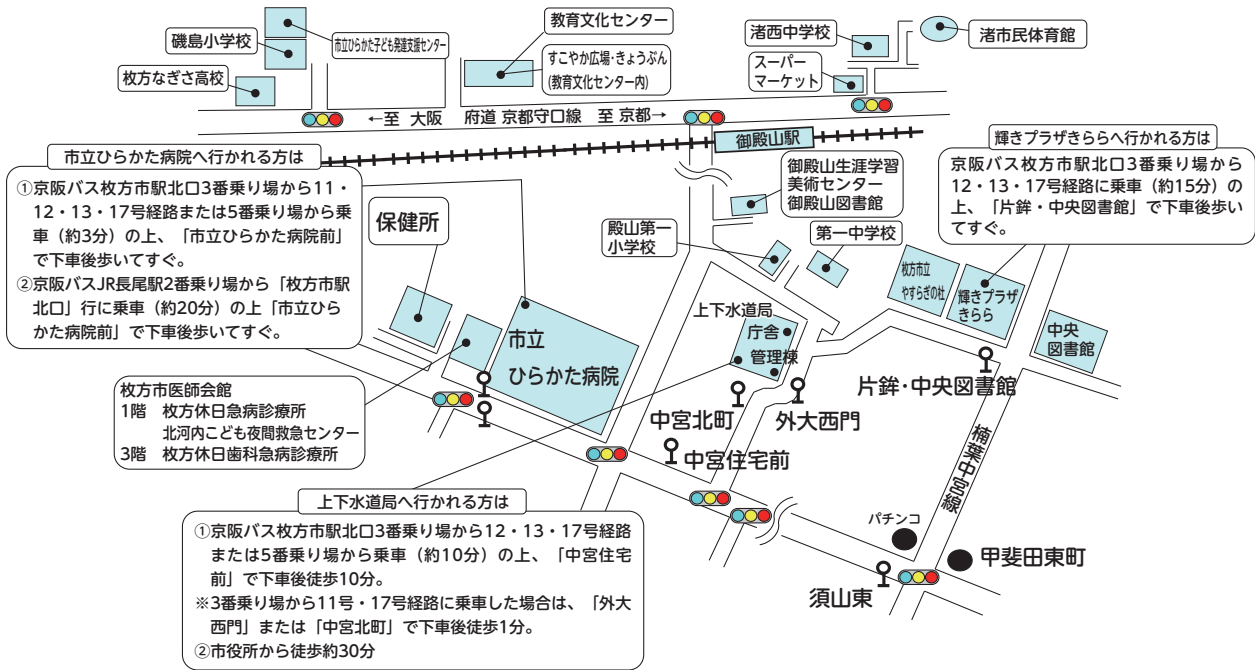 教育文化センター
磯島小学校
市立ひらかた子ども発達支援センター
すこやか広場・きょうぶん
(教育文化センター内)
枚方なぎさ高校
渚西中学校
渚市民体育館
スーパー
マーケット
←至 大阪 府道 京都守口線 至 京都→
御殿山駅
市立ひらかた病院へ行かれる方は
①京阪バス枚方市駅北口3番乗り場から11・
12・13・17号経路または5番乗り場から乗
車(約3分)の上、「市立ひらかた病院前」
で下車後歩いてすぐ。
②京阪バスJR長尾駅2番乗り場から「枚方市駅
北口」行に乗車(約20分)の上「市立ひら
かた病院前」で下車後歩いてすぐ。
輝きプラザきららへ行かれる方は
京阪バス枚方市駅北口3番乗り場から
12・13・17号経路に乗車(約15分)の
上、「片鉾・中央図書館」で下車後歩い
てすぐ。
御殿山生涯学習
美術センター
御殿山図書館
保健所
殿山第一
小学校
第一中学校
枚方市立
やすらぎの杜
輝きプラザ
きらら
中央
図書館
上下水道局
庁舎
管理棟
市立
ひらかた病院
片鉾・中央図書館
中宮北町
外大西門
枚方市医師会館
1階 枚方休日急病診療所
北河内こども夜間救急センター
3階 枚方休日歯科急病診療所
中宮住宅前
楠葉中宮線
上下水道局へ行かれる方は
①京阪バス枚方市駅北口3番乗り場から12・13・17号経路
または5番乗り場から乗車(約10分)の上、「中宮住宅
前」で下車後徒歩10分。
※3番乗り場から11号・17号経路に乗車した場合は、「外大
西門」または「中宮北町」で下車後徒歩1分。
②市役所から徒歩約30分
パチンコ
甲斐田東町
須山東